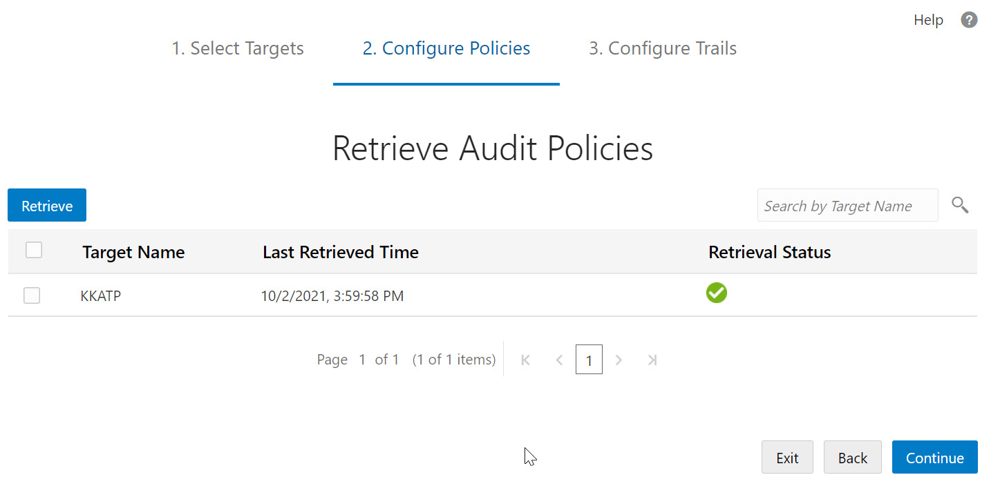 Help ?
1. Select Targets 2. Configure Policies 3. Configure Trails
Retrieve Audit Policies
Retrieve Search by Target Name
Target Name Last Retrieved Time Retrieval Status
KKATP 10/2/2021, 3:59:58 PM
Page 1 of 1 (1 of 1 items) 1
Exit Back Continue